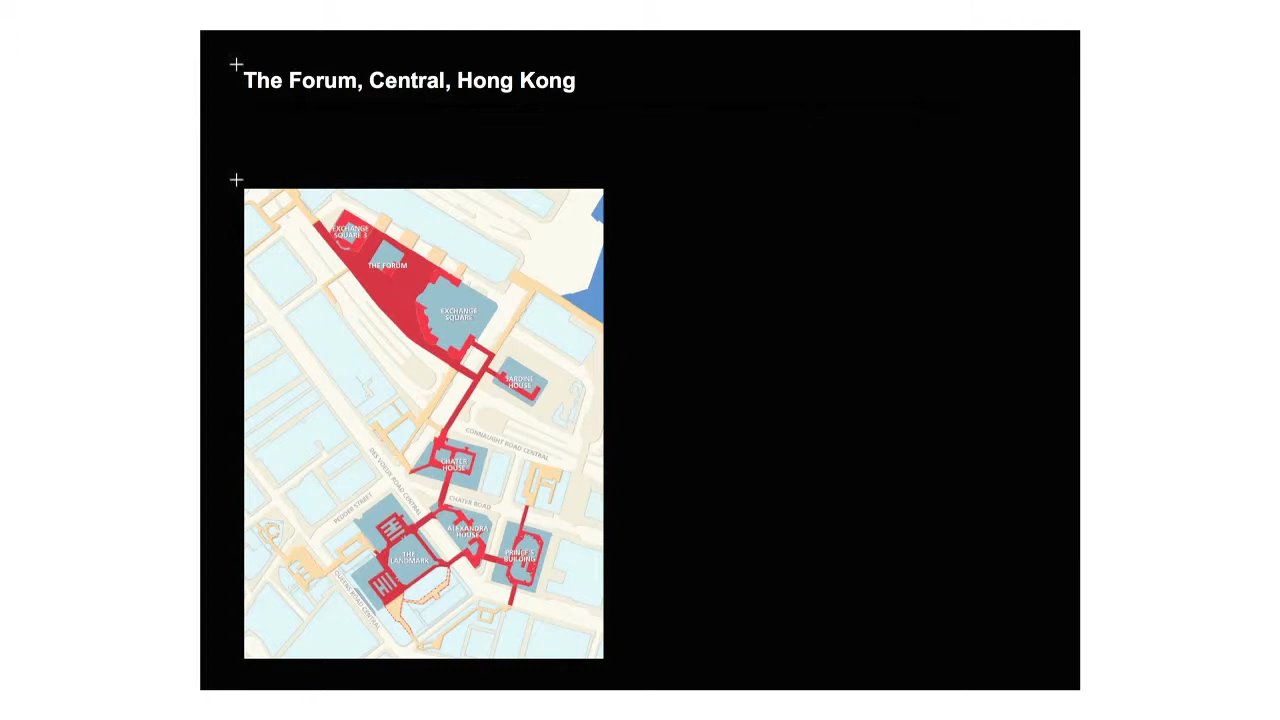 The Forum, Central, Hong Kong
EXCHANGE
SQUARE 3
THE FORUM
EXCHANGE
SQUARE
JARDINE
HOUSE
CONNAUGHT ROAD CENTRAL
CHATER
HOUSE
DES VOEUX ROAD CENTRAL
CHATER ROAD
PEDDER STREET
ALEXANDRA
HOUSE
THE
LANDMARK
PRINCE'S
BUILDING
QUEENS ROAD CENTRAL